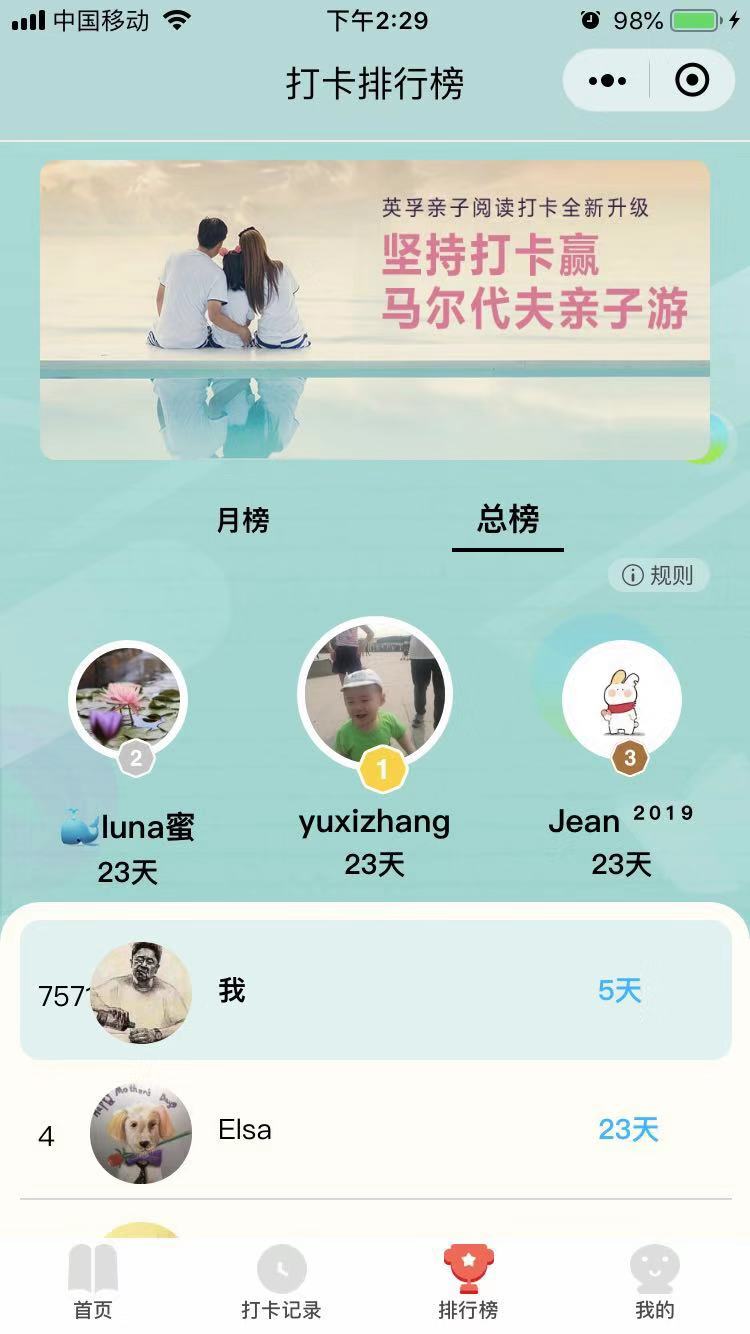 中国移动
下午2:29
98%
打卡排行榜
英孚亲子阅读打卡全新升级
坚持打卡赢
马尔代夫亲子游
月榜
总榜
规则
2
1
3
luna蜜
yuxizhang
Jean ²⁰¹⁹
23天
23天
23天
757
我
5天
Happy Mother's Day
4
Elsa
23天
首页
打卡记录
排行榜
我的